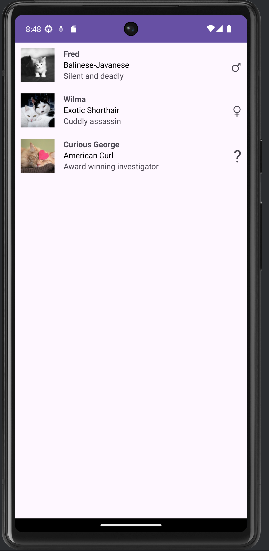 8:48
Fred
Balinese-Javanese
Silent and deadly
Wilma
Exotic Shorthair
Cuddly assassin
Curious George
American Curl
Award winning investigator
?